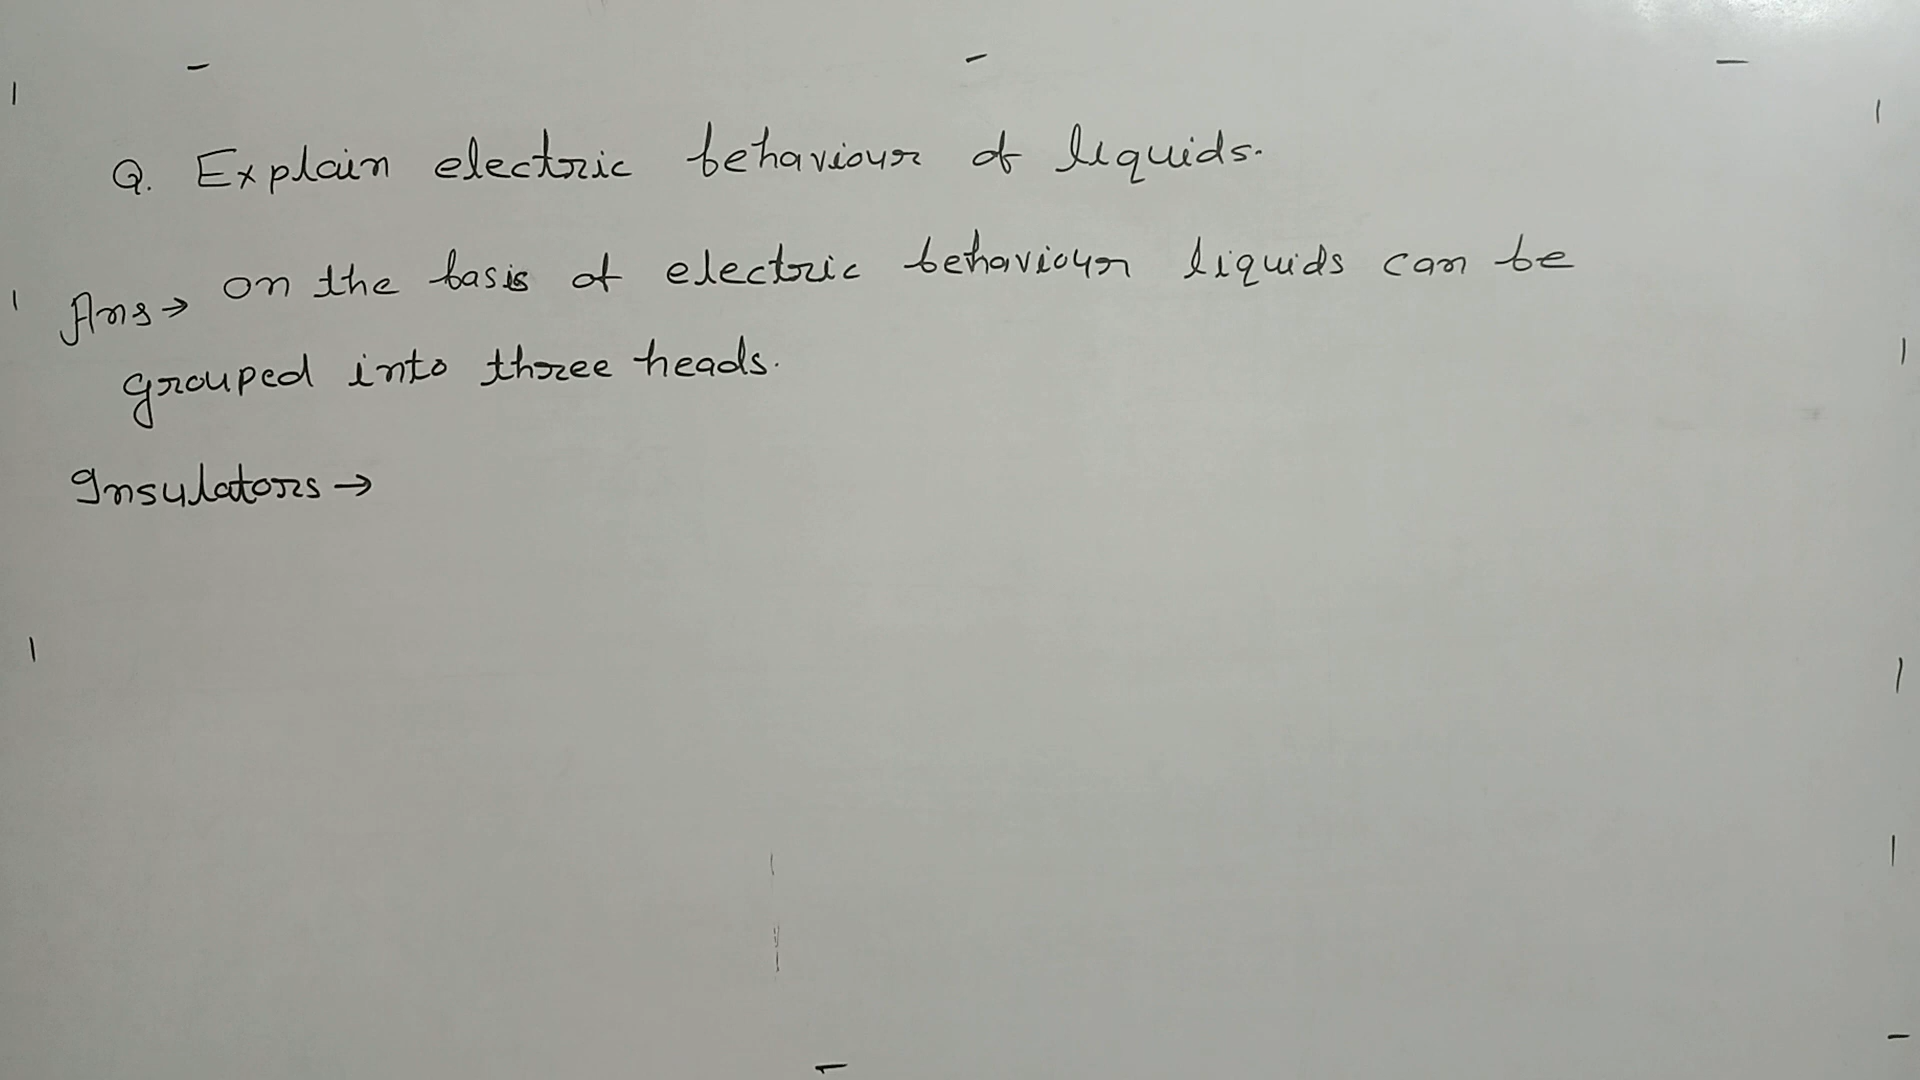 Q. Explain electric behaviour of liquids.
Ans → on the basis of electric behaviour liquids can be
grouped into three heads.
Insulators →